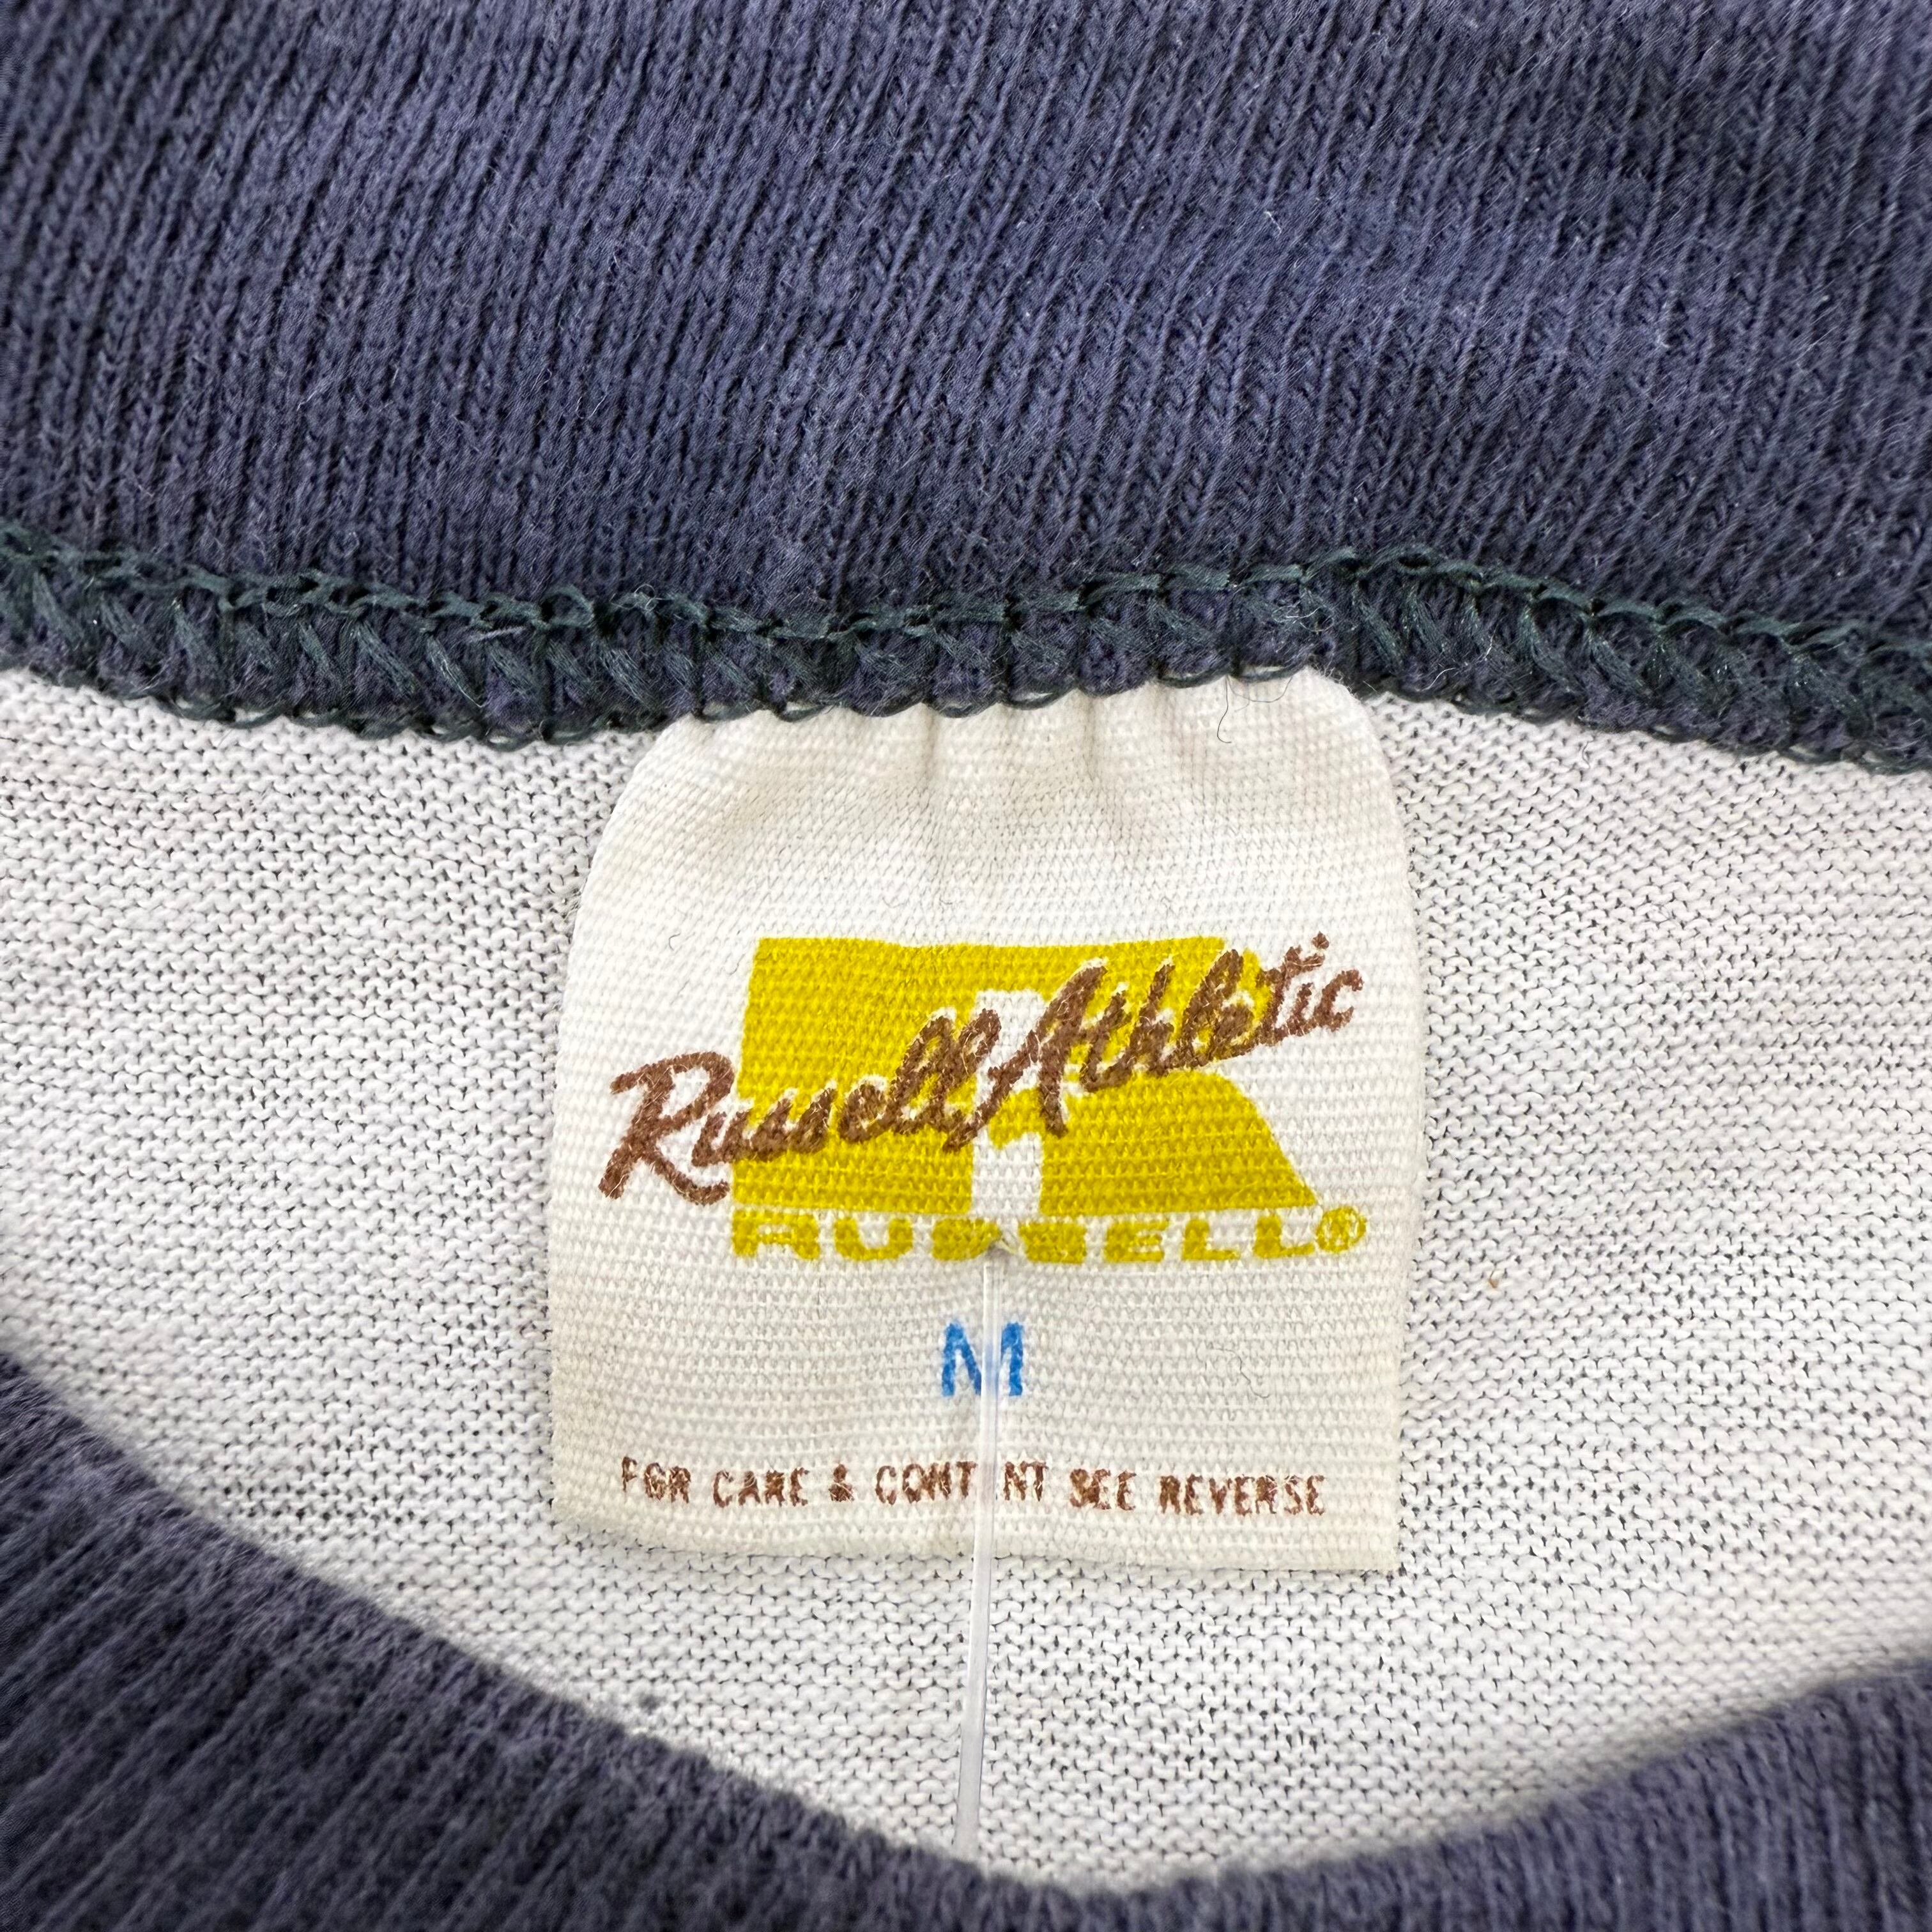 Russell Athletic
RUSSELL®
M
FOR CARE & CONTENT SEE REVERSE